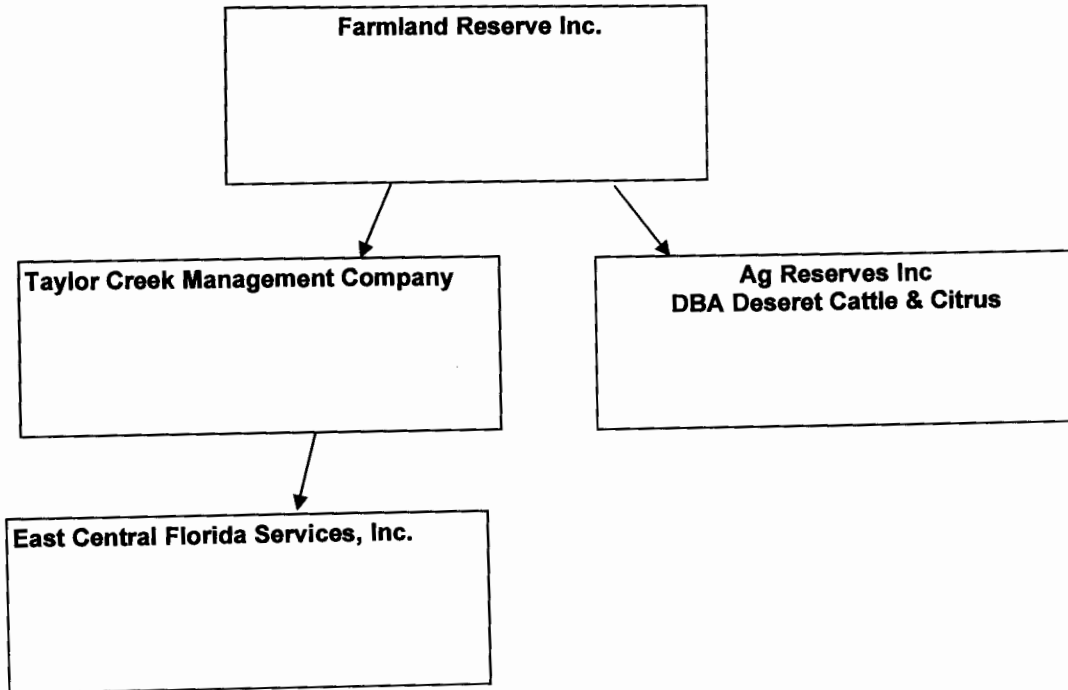 Farmland Reserve Inc.
Taylor Creek Management Company
Ag Reserves Inc
DBA Deseret Cattle & Citrus
East Central Florida Services, Inc.